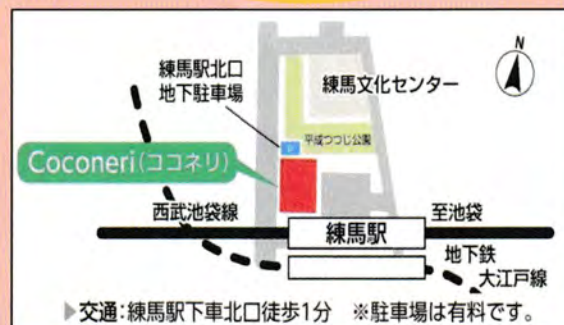 N
練馬駅北口
地下駐車場
練馬文化センター
P
平成つつじ公園
Coconeri(ココネリ)
西武池袋線
至池袋
練馬駅
地下鉄
大江戸線
▶交通:練馬駅下車北口徒歩1分 ※駐車場は有料です。